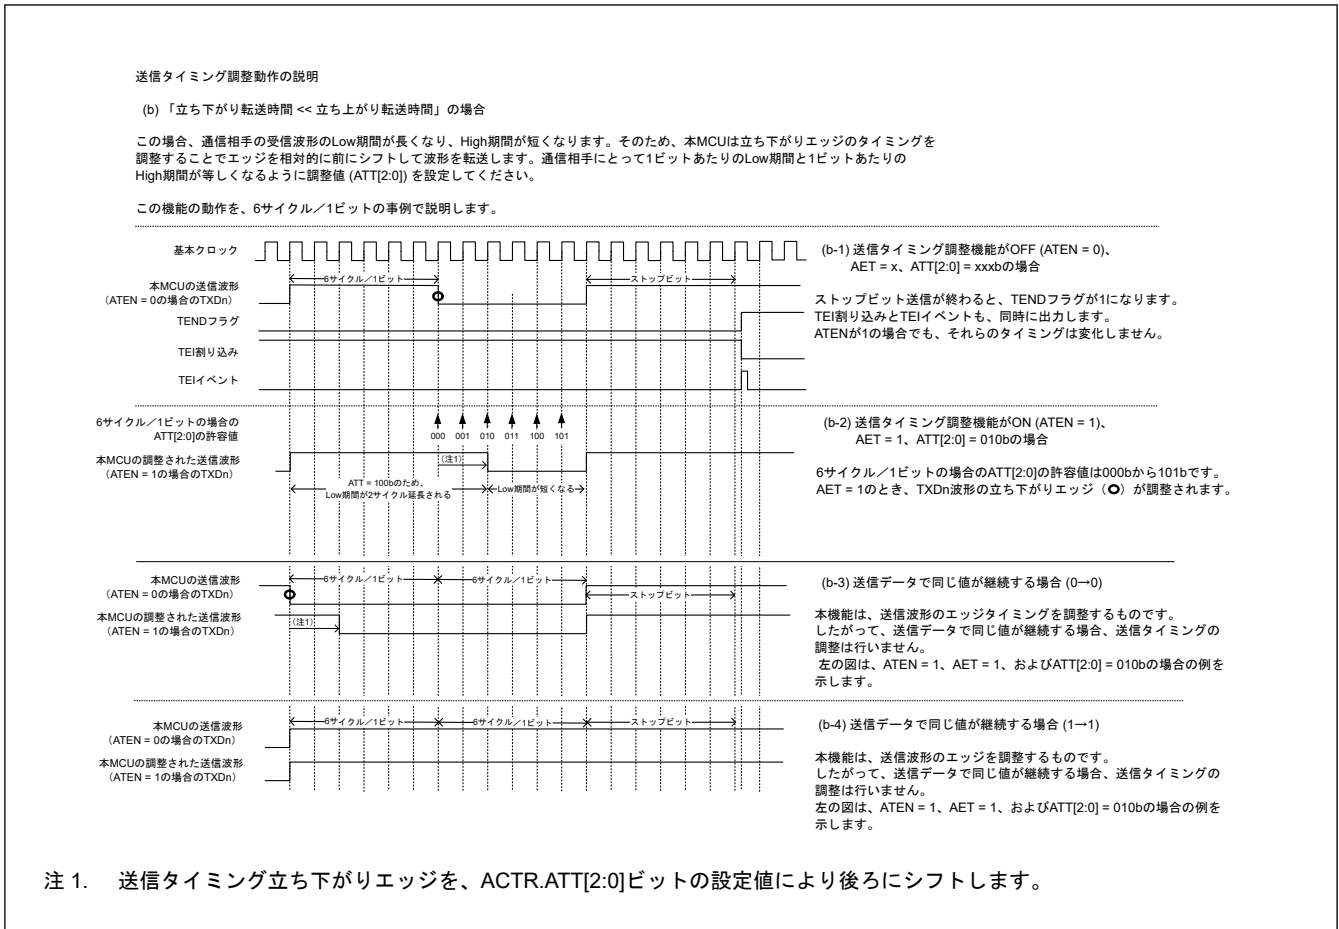 送信タイミング調整動作の説明
(b) 「立ち下がり転送時間 << 立ち上がり転送時間」の場合
この場合、通信相手の受信波形のLow期間が長くなり、High期間が短くなります。そのため、本MCUは立ち下がりエッジのタイミングを
調整することでエッジを相対的に前にシフトして波形を転送します。通信相手にとって1ビットあたりのLow期間と1ビットあたりの
High期間が等しくなるように調整値 (ATT[2:0]) を設定してください。
この機能の動作を、6サイクル／1ビットの事例で説明します。
基本クロック
6サイクル／1ビット
ストップビット
本MCUの送信波形
（ATEN = 0の場合のTXDn）
TENDフラグ
TEI割り込み
TEIイベント
(b-1) 送信タイミング調整機能がOFF (ATEN = 0)、
AET = x、ATT[2:0] = xxxbの場合
ストップビット送信が終わると、TENDフラグが1になります。
TEI割り込みとTEIイベントも、同時に出力します。
ATENが1の場合でも、それらのタイミングは変化しません。
6サイクル／1ビットの場合の
ATT[2:0]の許容値
000 001 010 011 100 101
本MCUの調整された送信波形
（ATEN = 1の場合のTXDn）
（注1）
ATT = 100bのため、
Low期間が2サイクル延長される
Low期間が短くなる
(b-2) 送信タイミング調整機能がON (ATEN = 1)、
AET = 1、ATT[2:0] = 010bの場合
6サイクル／1ビットの場合のATT[2:0]の許容値は000bから101bです。
AET = 1のとき、TXDn波形の立ち下がりエッジ（O）が調整されます。
本MCUの送信波形
（ATEN = 0の場合のTXDn）
6サイクル／1ビット
6サイクル／1ビット
ストップビット
本MCUの調整された送信波形
（ATEN = 1の場合のTXDn）
（注1）
(b-3) 送信データで同じ値が継続する場合 (0→0)
本機能は、送信波形のエッジタイミングを調整するものです。
したがって、送信データで同じ値が継続する場合、送信タイミングの
調整は行いません。
左の図は、ATEN = 1、AET = 1、およびATT[2:0] = 010bの場合の例を
示します。
本MCUの送信波形
（ATEN = 0の場合のTXDn）
6サイクル／1ビット
6サイクル／1ビット
ストップビット
本MCUの調整された送信波形
（ATEN = 1の場合のTXDn）
(b-4) 送信データで同じ値が継続する場合 (1→1)
本機能は、送信波形のエッジを調整するものです。
したがって、送信データで同じ値が継続する場合、送信タイミングの
調整は行いません。
左の図は、ATEN = 1、AET = 1、およびATT[2:0] = 010bの場合の例を
示します。
注 1. 送信タイミング立ち下がりエッジを、ACTR.ATT[2:0]ビットの設定値により後ろにシフトします。